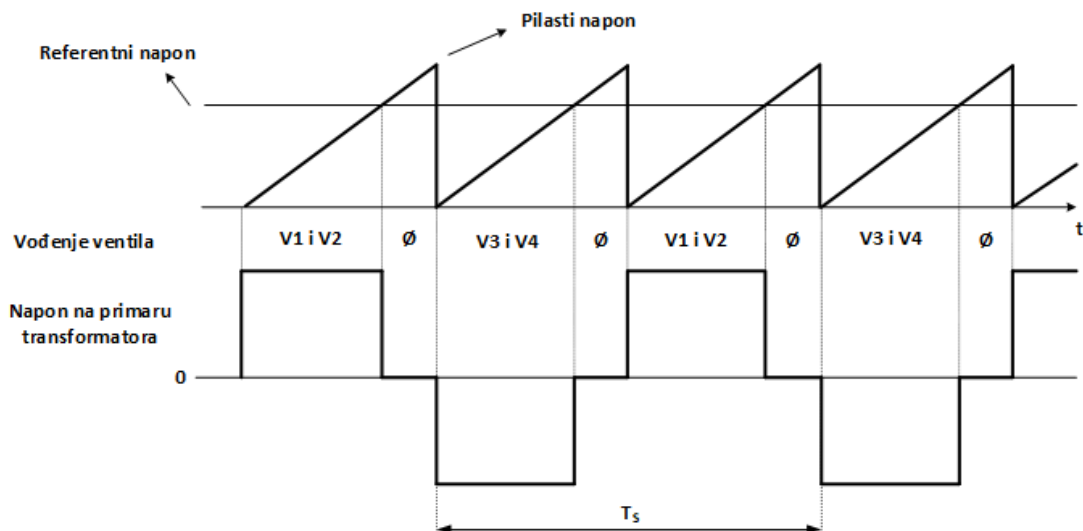 Pilasti napon
Referentni napon
t
Vođenje ventila
V1 i V2 Ø V3 i V4 Ø V1 i V2 Ø V3 i V4 Ø
Napon na primaru
transformatora
0
Ts